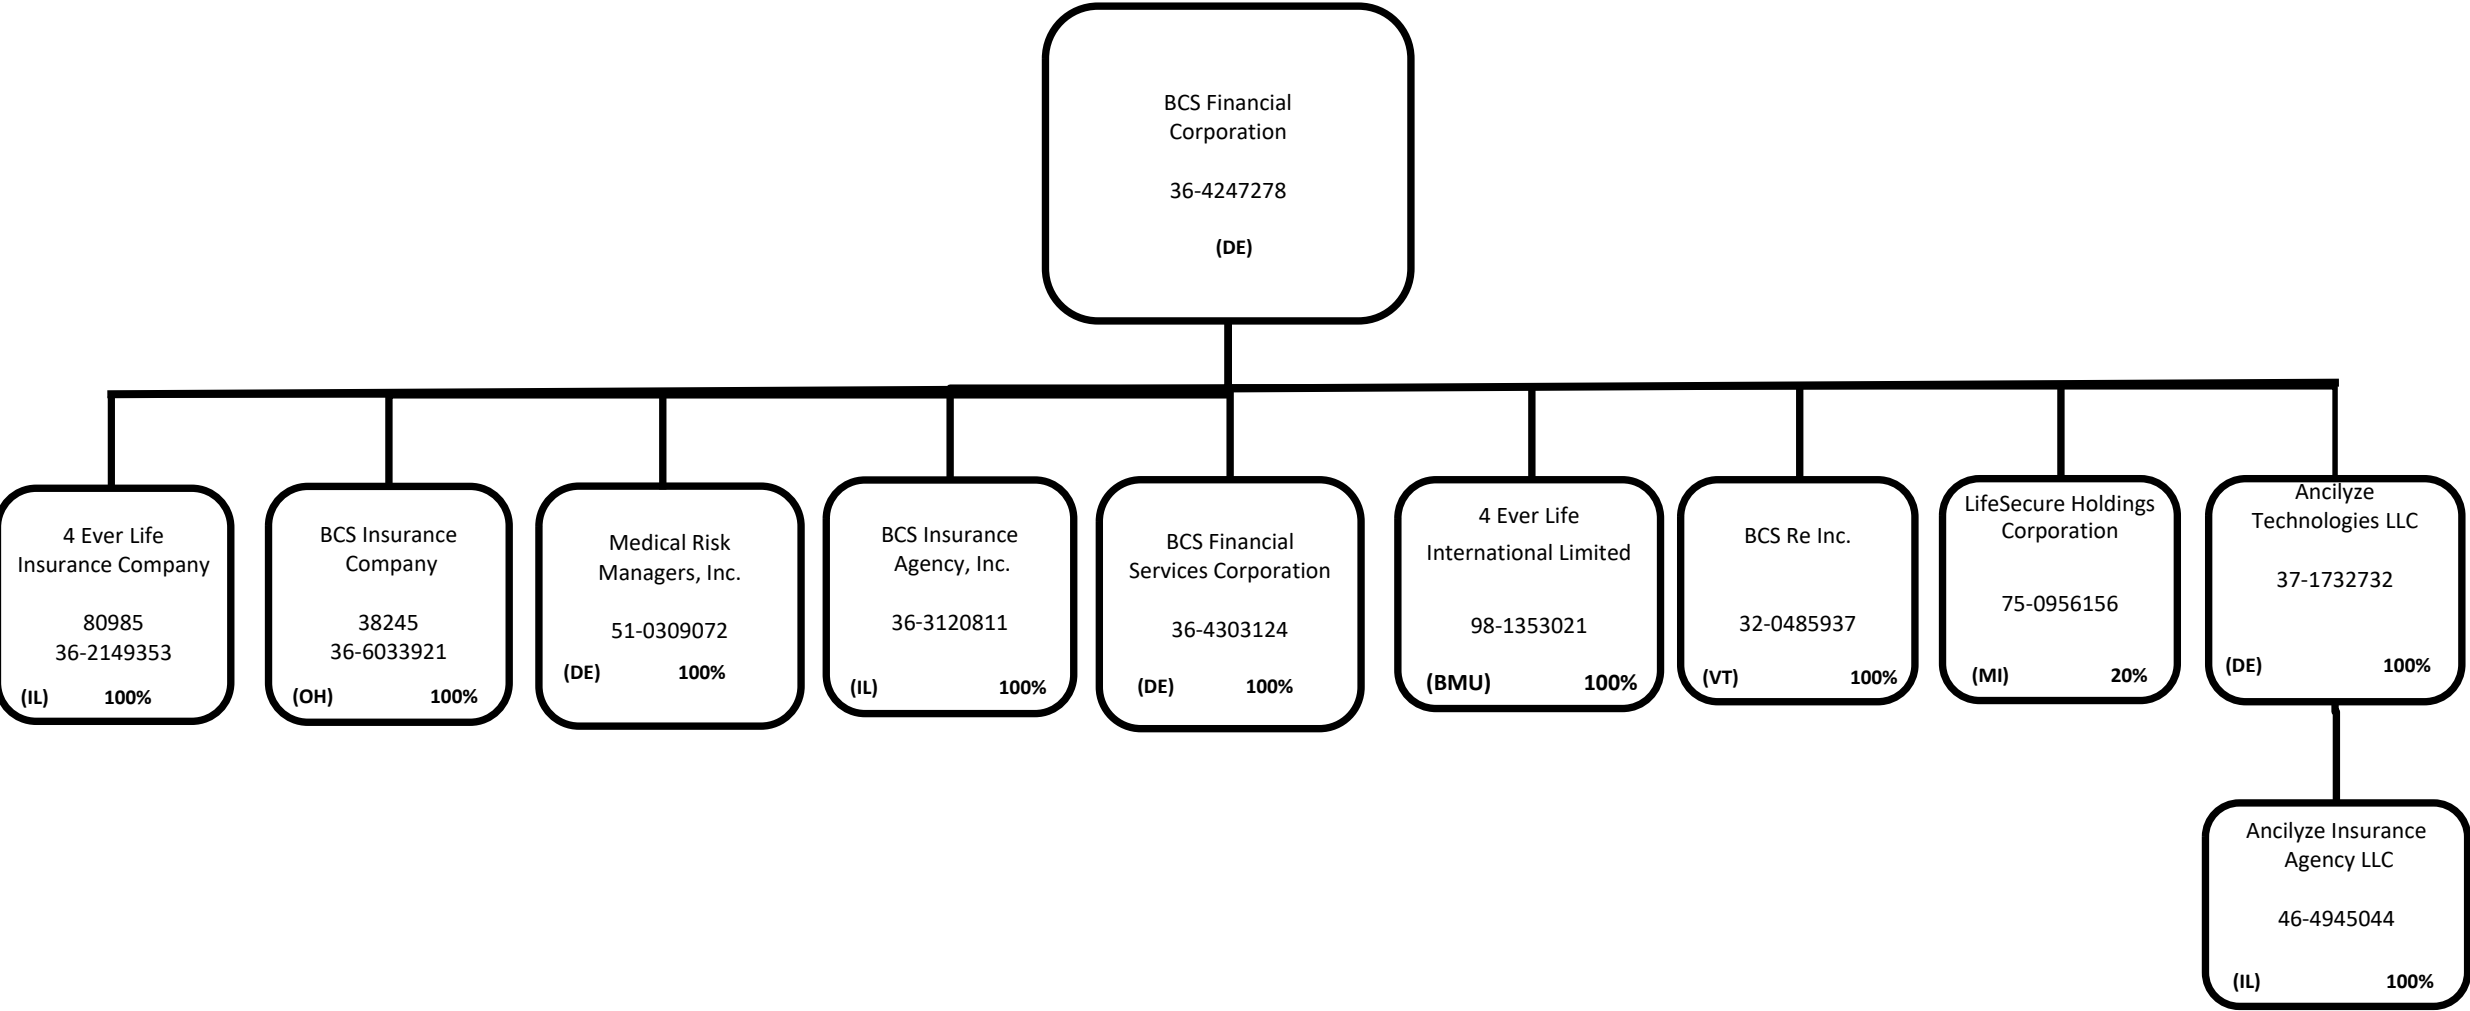 BCS Financial
Corporation
36-4247278
(DE)
4 Ever Life
Insurance Company
80985
36-2149353
(IL) 100%
BCS Insurance
Company
38245
36-6033921
(OH) 100%
Medical Risk
Managers, Inc.
51-0309072
(DE) 100%
BCS Insurance
Agency, Inc.
36-3120811
(IL) 100%
BCS Financial
Services Corporation
36-4303124
(DE) 100%
4 Ever Life
International Limited
98-1353021
(BMU) 100%
BCS Re Inc.
32-0485937
(VT) 100%
LifeSecure Holdings
Corporation
75-0956156
(MI) 20%
Ancilyze
Technologies LLC
37-1732732
(DE) 100%
Ancilyze Insurance
Agency LLC
46-4945044
(IL) 100%